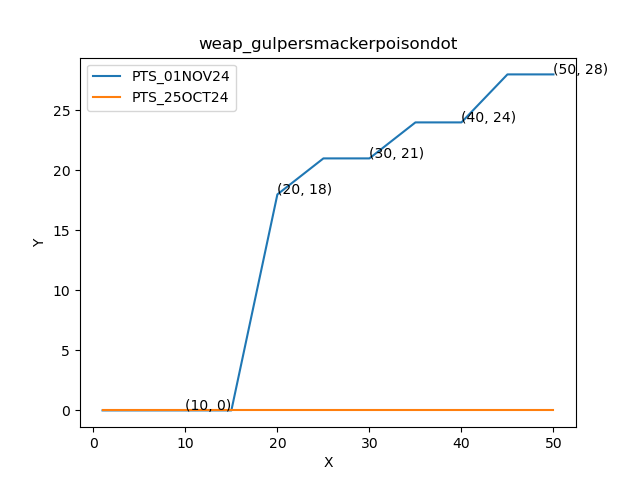 weap_gulpersmackerpoisondot
PTS_01NOV24
PTS_25OCT24
(50, 28)
(40, 24)
(30, 21)
(20, 18)
(10, 0)
25
20
15
10
5
0
Y
0 10 20 30 40 50
X